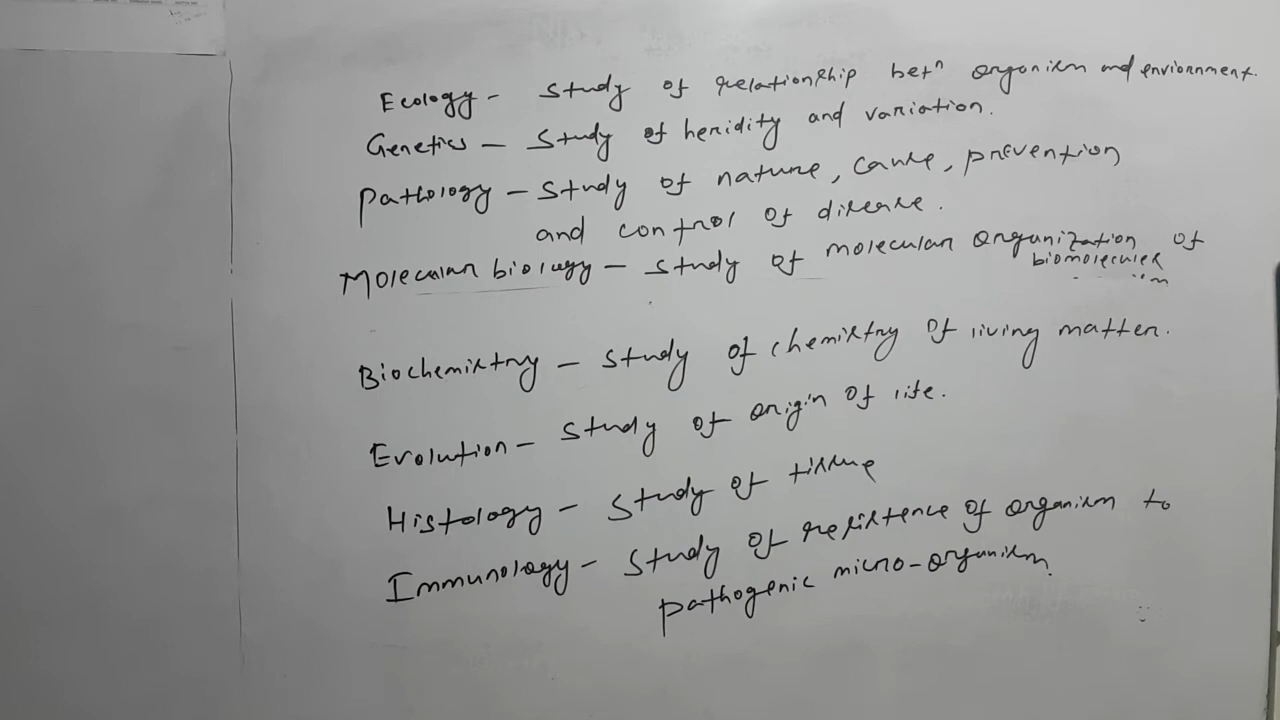 Ecology - Study of relationship betn organism and enviornment.
Genetics - Study of heridity and variation.
Pathology - Study of nature, cause, prevention
and control of disease.
Molecular biology - Study of molecular organization of
biomolecules
Biochemistry - Study of chemistry of living matter.
Evolution - Study of origin of life.
Histology - Study of tissue
Immunology - Study of resistence of organism to
pathogenic micro-organism.